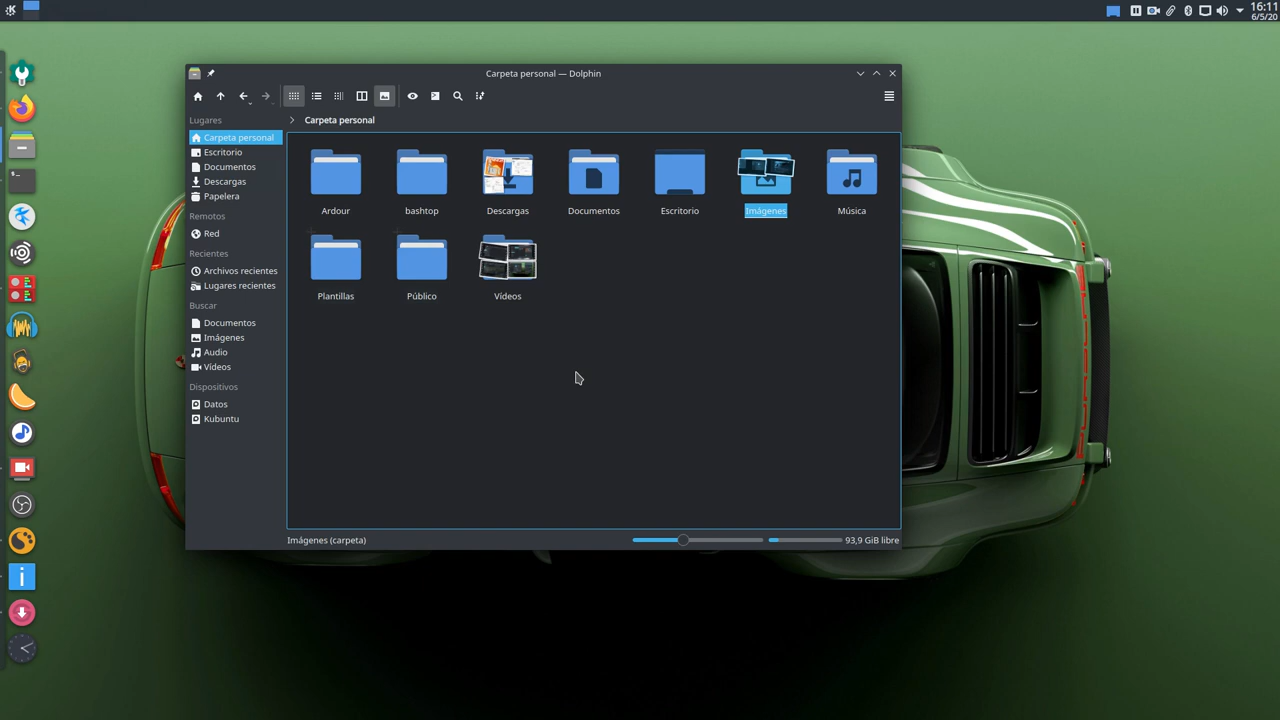 16:11
6/5/20
Carpeta personal — Dolphin
Lugares
Carpeta personal
Escritorio
Documentos
Descargas
Papelera
Remotos
Red
Recientes
Archivos recientes
Lugares recientes
Buscar
Documentos
Imágenes
Audio
Vídeos
Dispositivos
Datos
Kubuntu
Carpeta personal
Ardour
bashtop
Descargas
Documentos
Escritorio
Imágenes
Música
Plantillas
Público
Vídeos
Imágenes (carpeta)
93,9 GiB libre